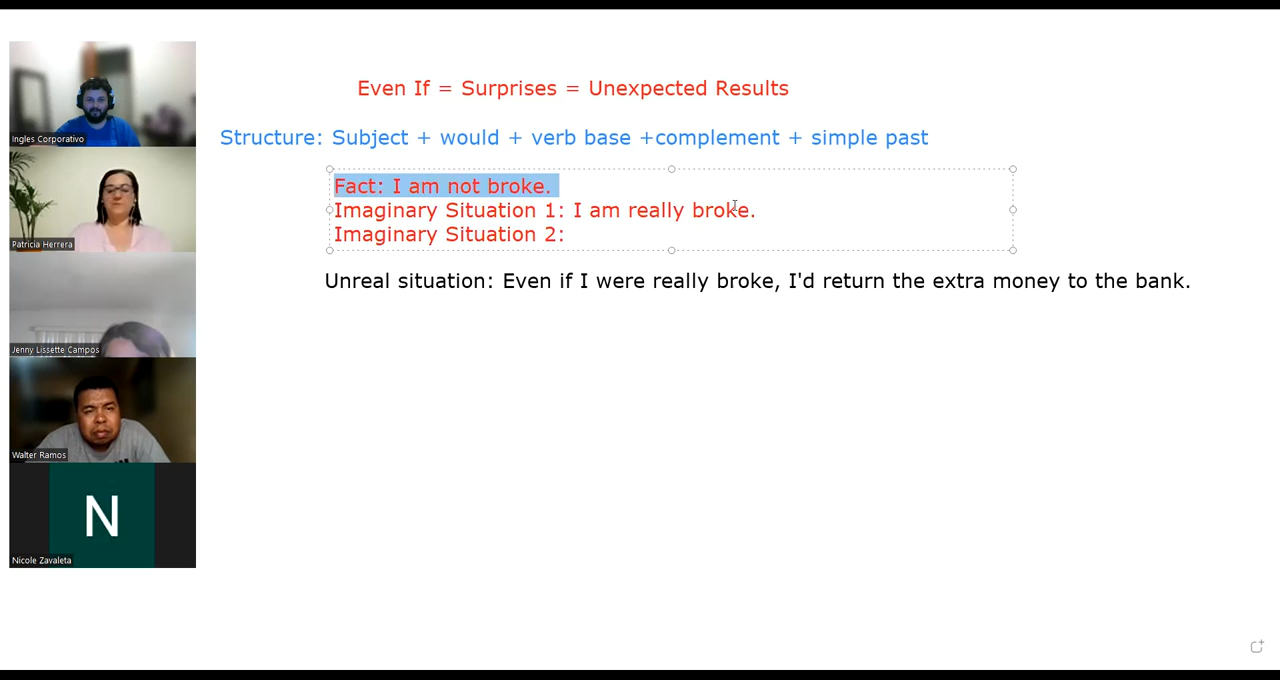 Even If = Surprises = Unexpected Results
Structure: Subject + would + verb base +complement + simple past
Fact: I am not broke.
Imaginary Situation 1: I am really broke.
Imaginary Situation 2:
Unreal situation: Even if I were really broke, I'd return the extra money to the bank.
Ingles Corporativo
Patricia Herrera
Jenny Lissette Campos
Walter Ramos
N
Nicole Zavaleta